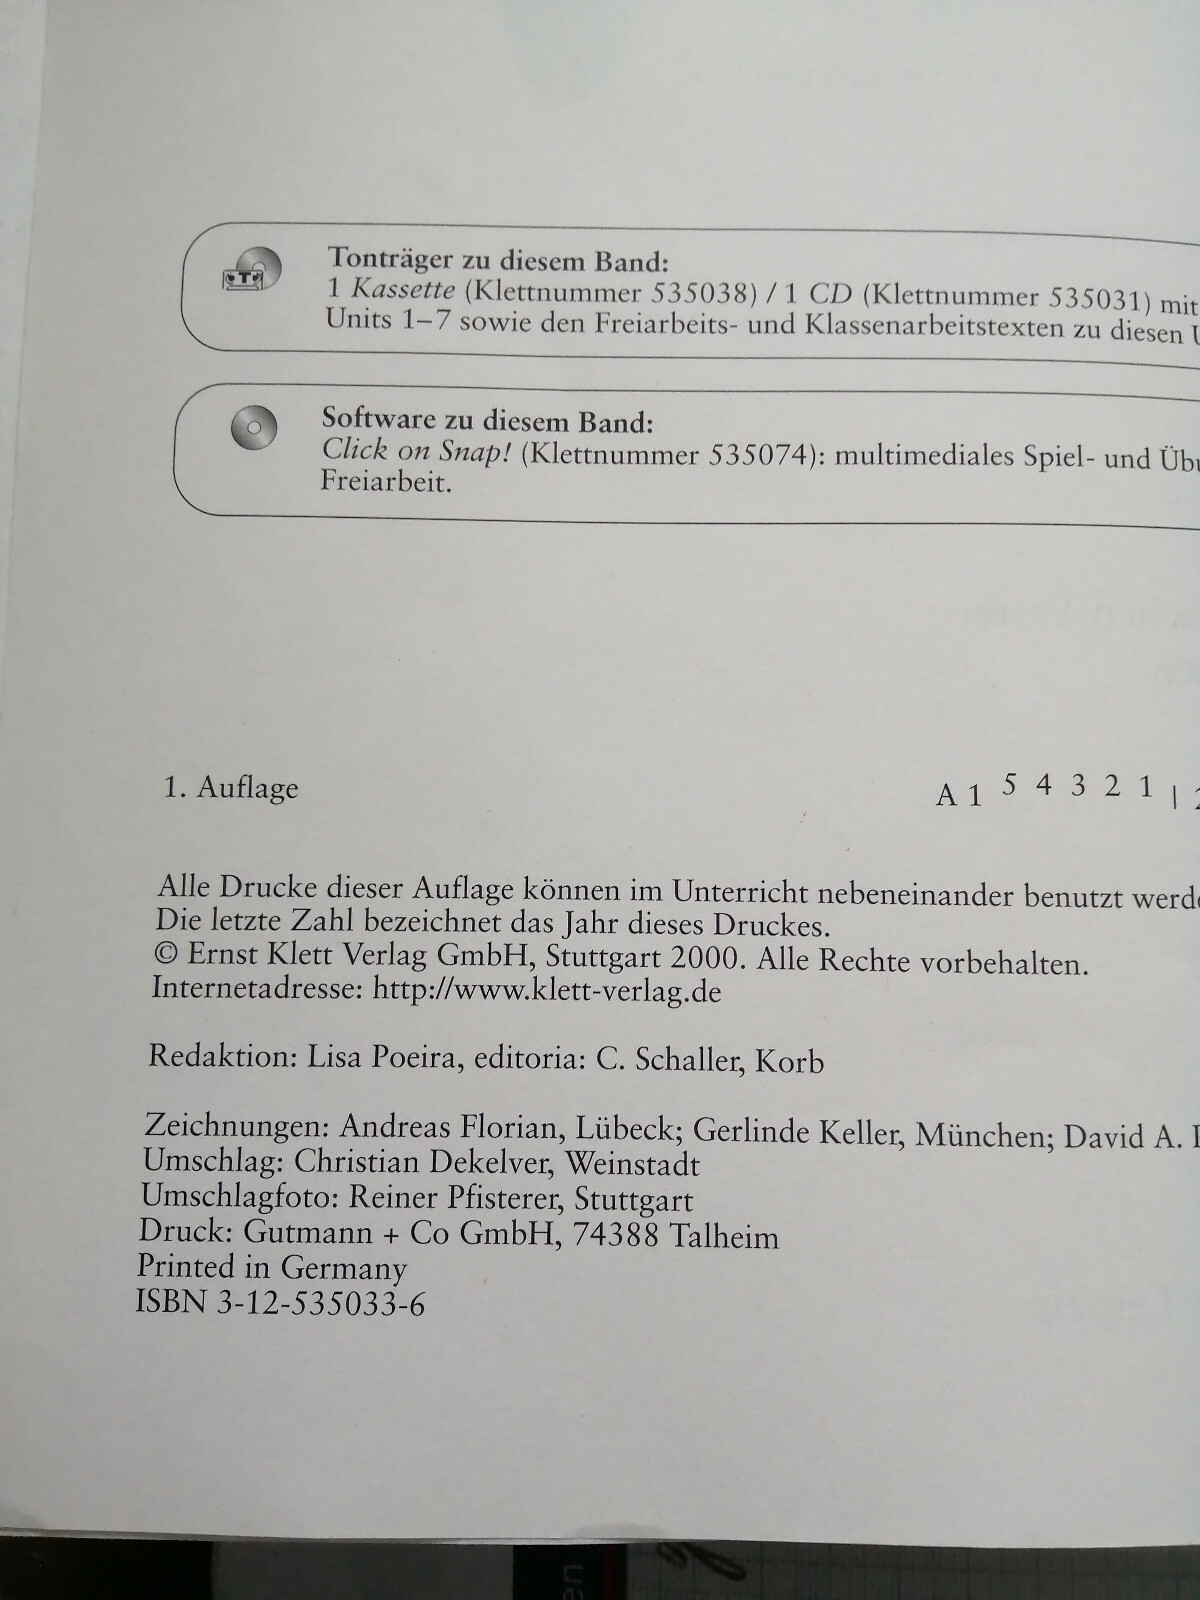 T
Tonträger zu diesem Band:
1 Kassette (Klettnummer 535038) / 1 CD (Klettnummer 535031) mit
Units 1–7 sowie den Freiarbeits- und Klassenarbeitstexten zu diesen
Software zu diesem Band:
Click on Snap! (Klettnummer 535074): multimediales Spiel- und
Freiarbeit.
1. Auflage
A 1 5 4 3 2 1 |
Alle Drucke dieser Auflage können im Unterricht nebeneinander benutzt
Die letzte Zahl bezeichnet das Jahr dieses Druckes.
© Ernst Klett Verlag GmbH, Stuttgart 2000. Alle Rechte vorbehalten.
Internetadresse: http://www.klett-verlag.de
Redaktion: Lisa Poeira, editoria: C. Schaller, Korb
Zeichnungen: Andreas Florian, Lübeck; Gerlinde Keller, München; David A.
Umschlag: Christian Dekelver, Weinstadt
Umschlagfoto: Reiner Pfisterer, Stuttgart
Druck: Gutmann + Co GmbH, 74388 Talheim
Printed in Germany
ISBN 3-12-535033-6
en